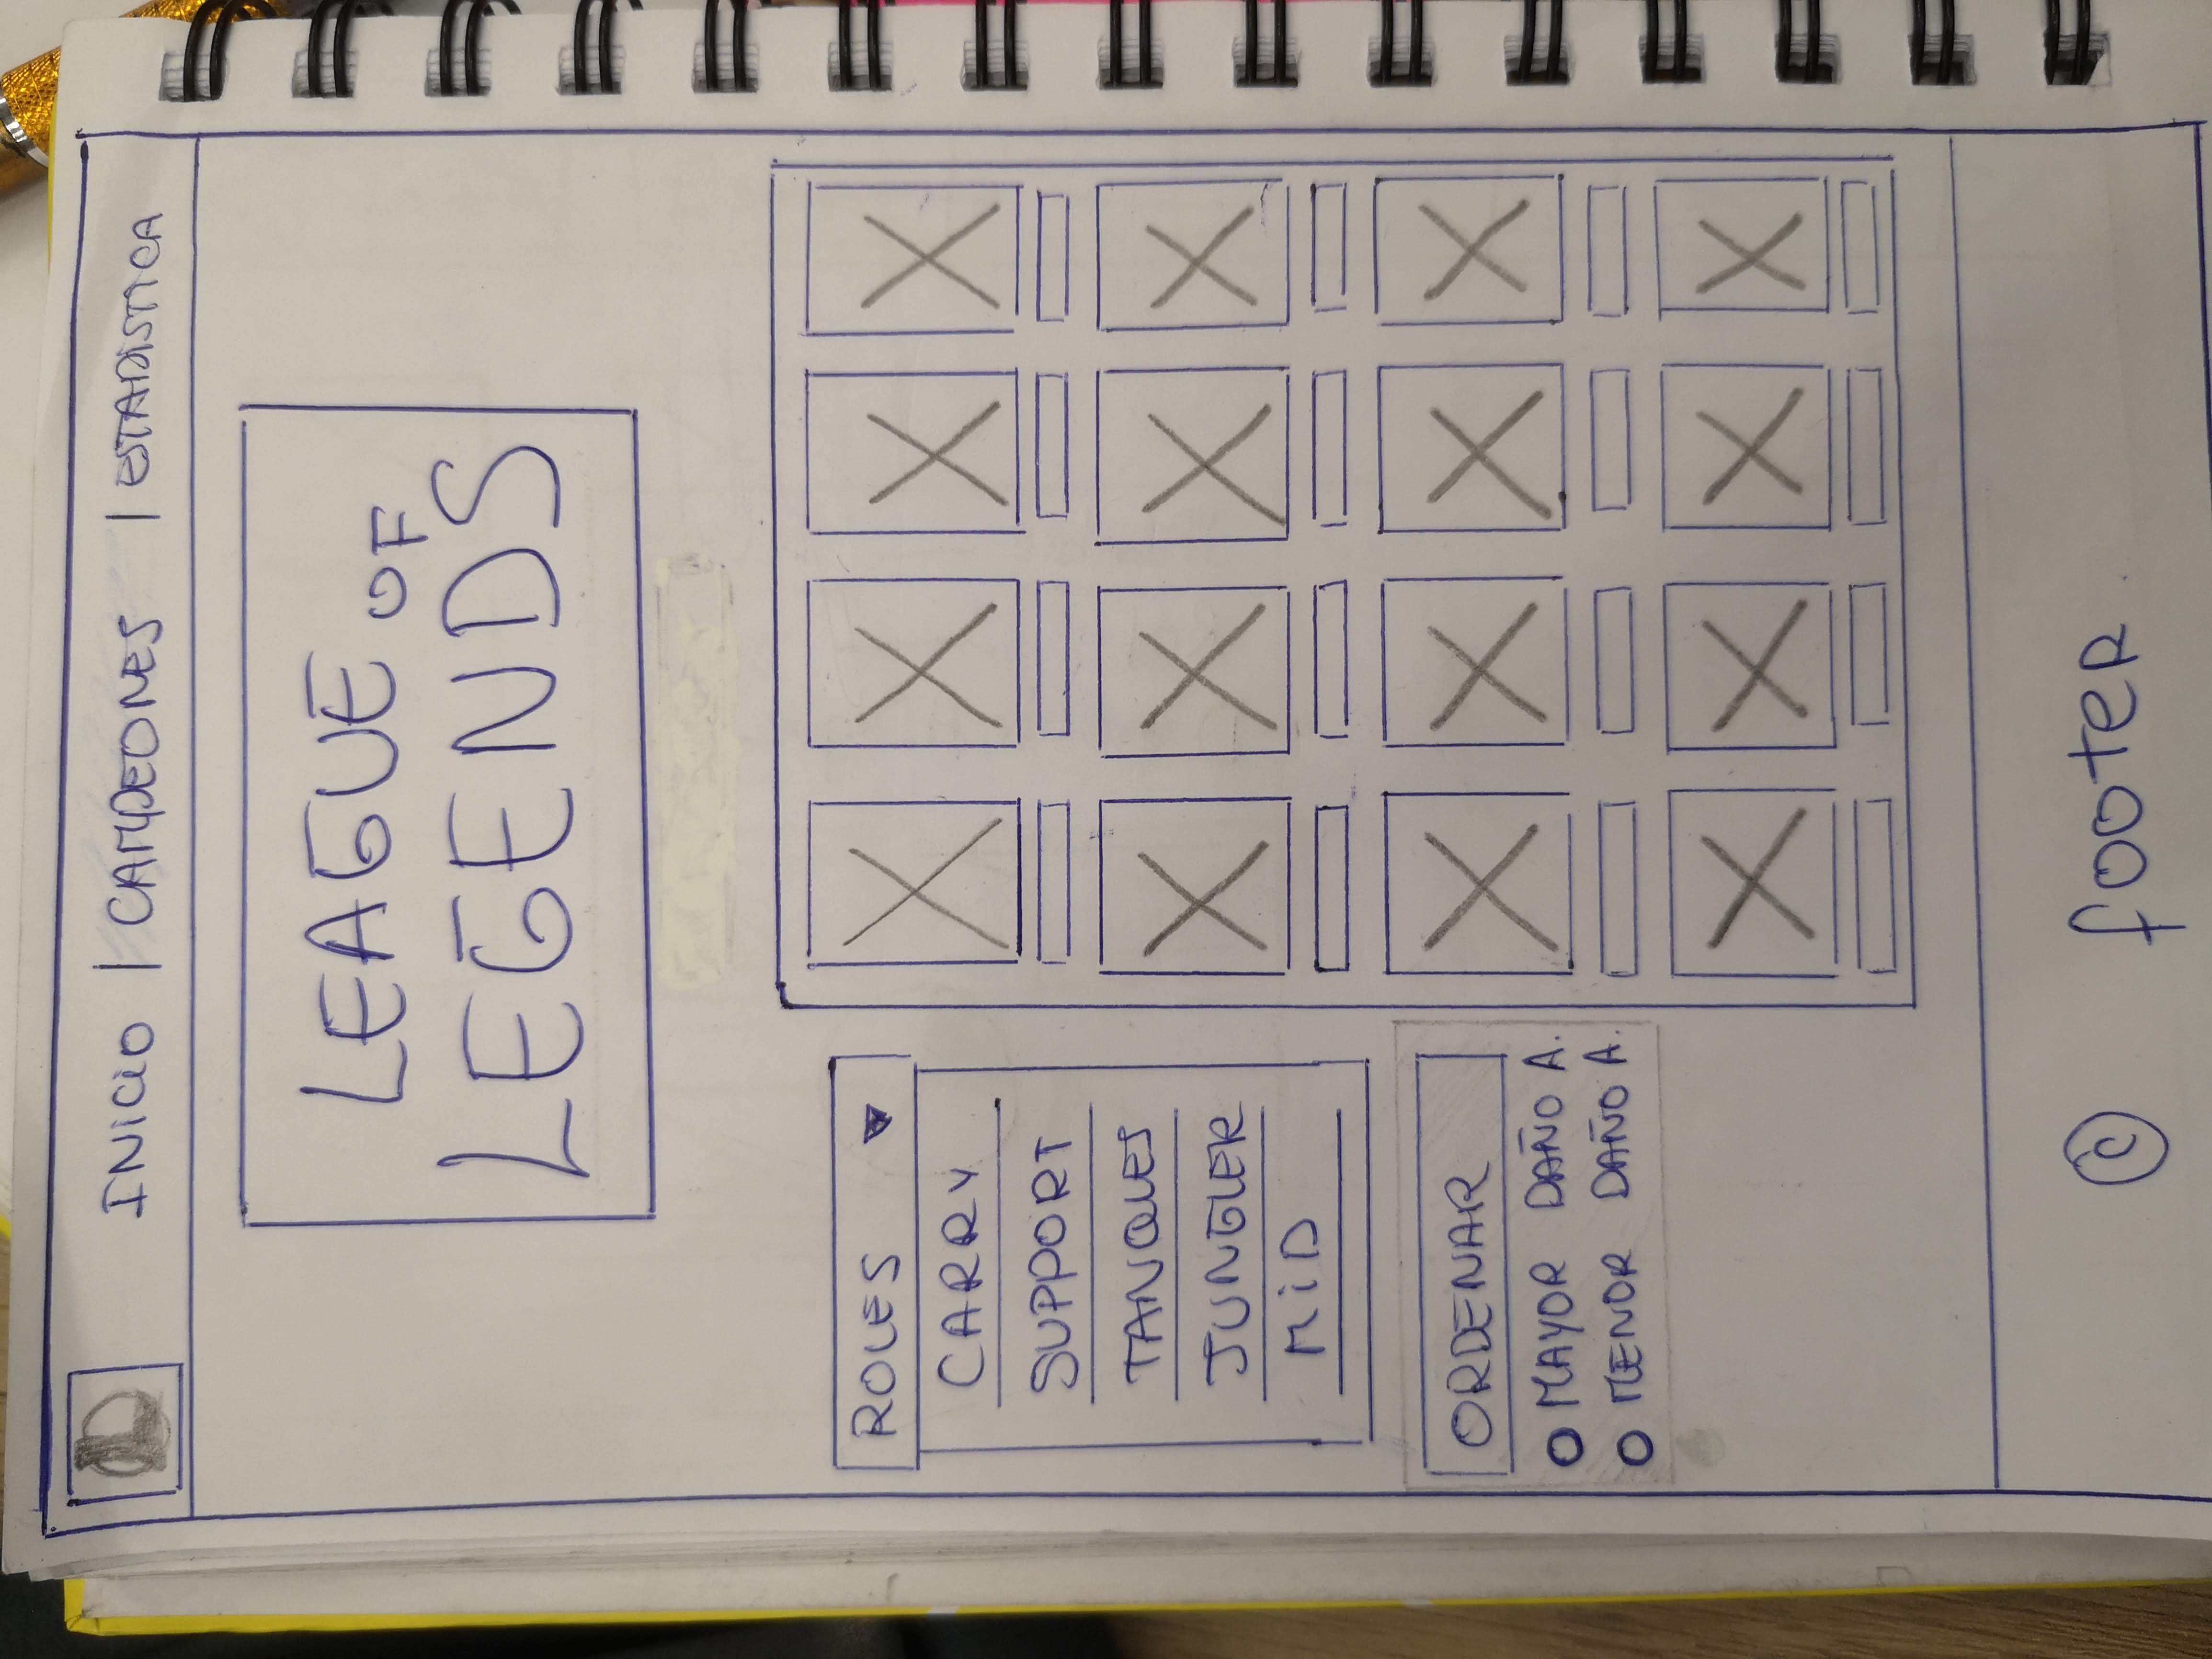 L
INICIO | CAMPEONES | ESTADISTICA
LEAGUE OF
LEGENDS
ROLES
CARRY
SUPPORT
TANQUES
JUNGLER
MiD
ORDENAR
MAYOR DAÑO A.
MENOR DAÑO A.
© footer